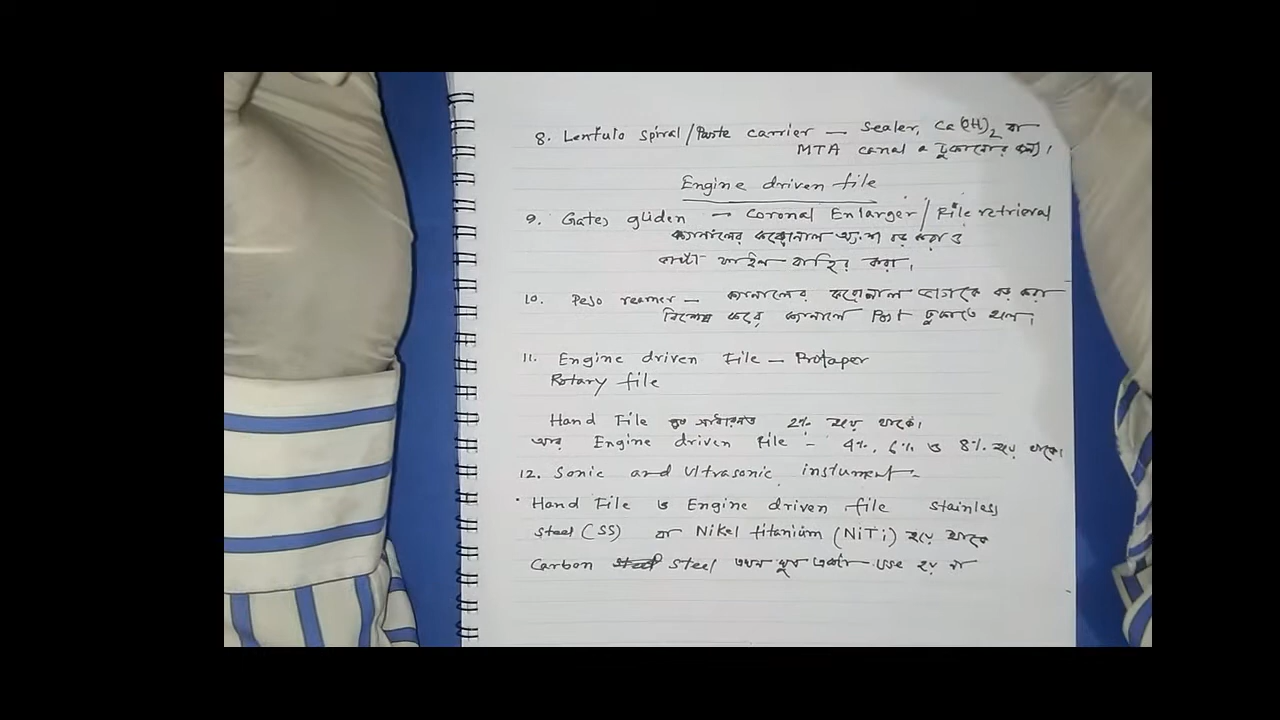 8. Lentulo spiral/Paste carrier — Sealer, Ca(OH)2 বা
MTA canal a ঢুকানোর জন্য।
Engine driven file
9. Gates gliden → Coronal Enlarger/File retrieval
ক্যানালের করোনাল অংশ বড় করা ও
ফাইল বাহির করা।
10. Peso reamer — ক্যানালের করোনাল ভাগকে বড় করা
বিশেষ করে ক্যানালে Post ঢুকাতে হলে।
11. Engine driven File — Protaper
Rotary file
Hand File সাধারনত 2% হয়ে থাকে।
আর Engine driven File – 4%, 6% ও 8% হয়ে থাকে।
12. Sonic and Ultrasonic instument –
Hand File ও Engine driven file stainless
steel (SS) বা Nikel titanium (NiTi) হয়ে থাকে
Carbon steel এখন খুব একটা use হয় না